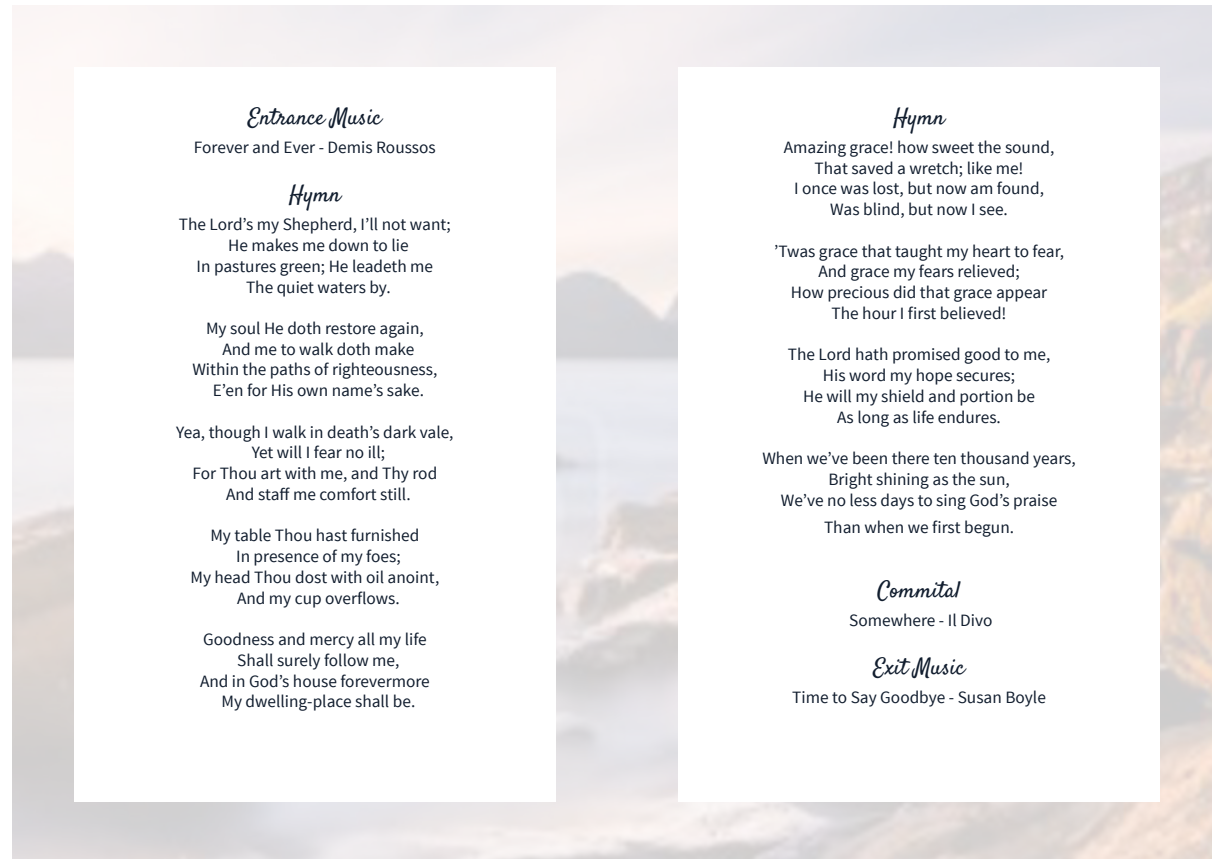 Entrance Music
Forever and Ever - Demis Roussos
Hymn
The Lord’s my Shepherd, I’ll not want;
He makes me down to lie
In pastures green; He leadeth me
The quiet waters by.
My soul He doth restore again,
And me to walk doth make
Within the paths of righteousness,
E’en for His own name’s sake.
Yea, though I walk in death’s dark vale,
Yet will I fear no ill;
For Thou art with me, and Thy rod
And staff me comfort still.
My table Thou hast furnished
In presence of my foes;
My head Thou dost with oil anoint,
And my cup overflows.
Goodness and mercy all my life
Shall surely follow me,
And in God’s house forevermore
My dwelling-place shall be.
Hymn
Amazing grace! how sweet the sound,
That saved a wretch; like me!
I once was lost, but now am found,
Was blind, but now I see.
’Twas grace that taught my heart to fear,
And grace my fears relieved;
How precious did that grace appear
The hour I first believed!
The Lord hath promised good to me,
His word my hope secures;
He will my shield and portion be
As long as life endures.
When we’ve been there ten thousand years,
Bright shining as the sun,
We’ve no less days to sing God’s praise
Than when we first begun.
Commital
Somewhere - Il Divo
Exit Music
Time to Say Goodbye - Susan Boyle